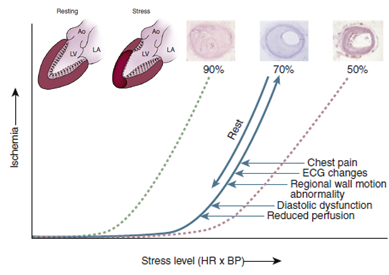 Resting Stress
Ao Ao
LA LA
LV LV
90% 70% 50%
Ischemia
Rest
Chest pain
ECG changes
Regional wall motion
abnormality
Diastolic dysfunction
Reduced perfusion
Stress level (HR x BP)